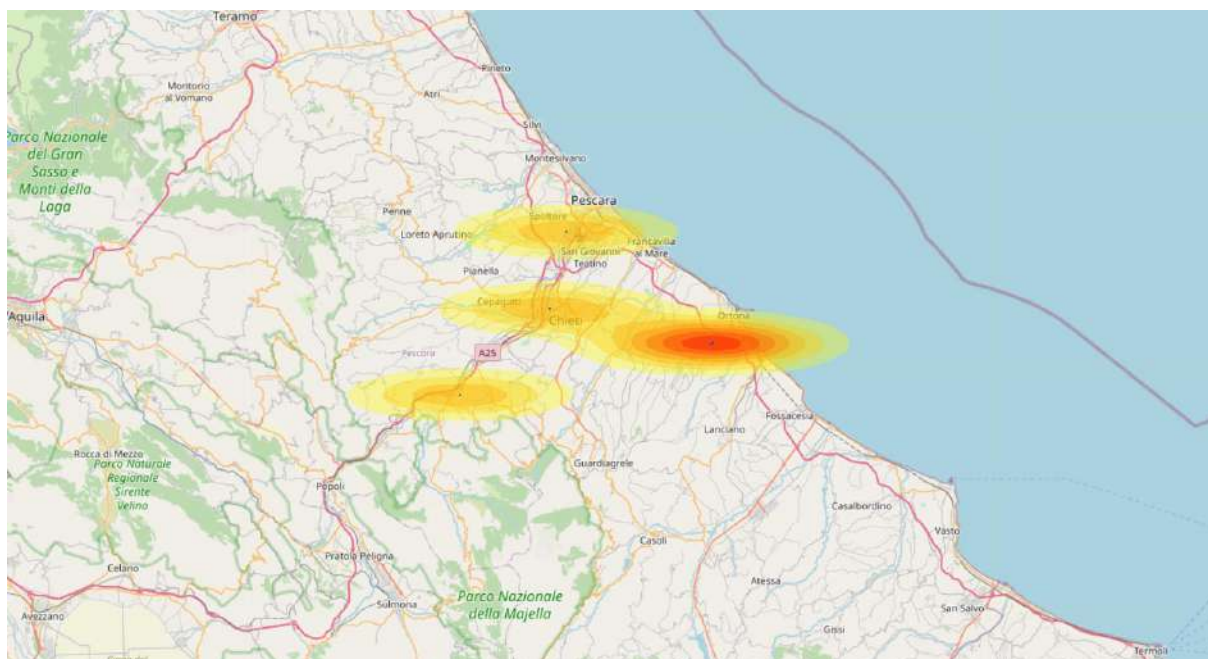 Teramo
Pineto
Montorio
al Vomano
Atri
Silvi
Parco Nazionale
del Gran
Sasso e
Monti della
Laga
Montesilvano
Pescara
Penne
Spoltore
Loreto Aprutino
Francavilla
al Mare
San Giovanni
Teatino
Pianella
Cepagatti
Chieti
Ortona
L'Aquila
A25
Pescara
Fossacesia
Lanciano
Rocca di Mezzo
Parco Naturale
Regionale
Sirente
Velino
Guardiagrele
Popoli
Casalbordino
Vasto
Casoli
Pratola Peligna
Celano
Atessa
Parco Nazionale
della Majella
Sulmona
San Salvo
Avezzano
Gissi
Termoli